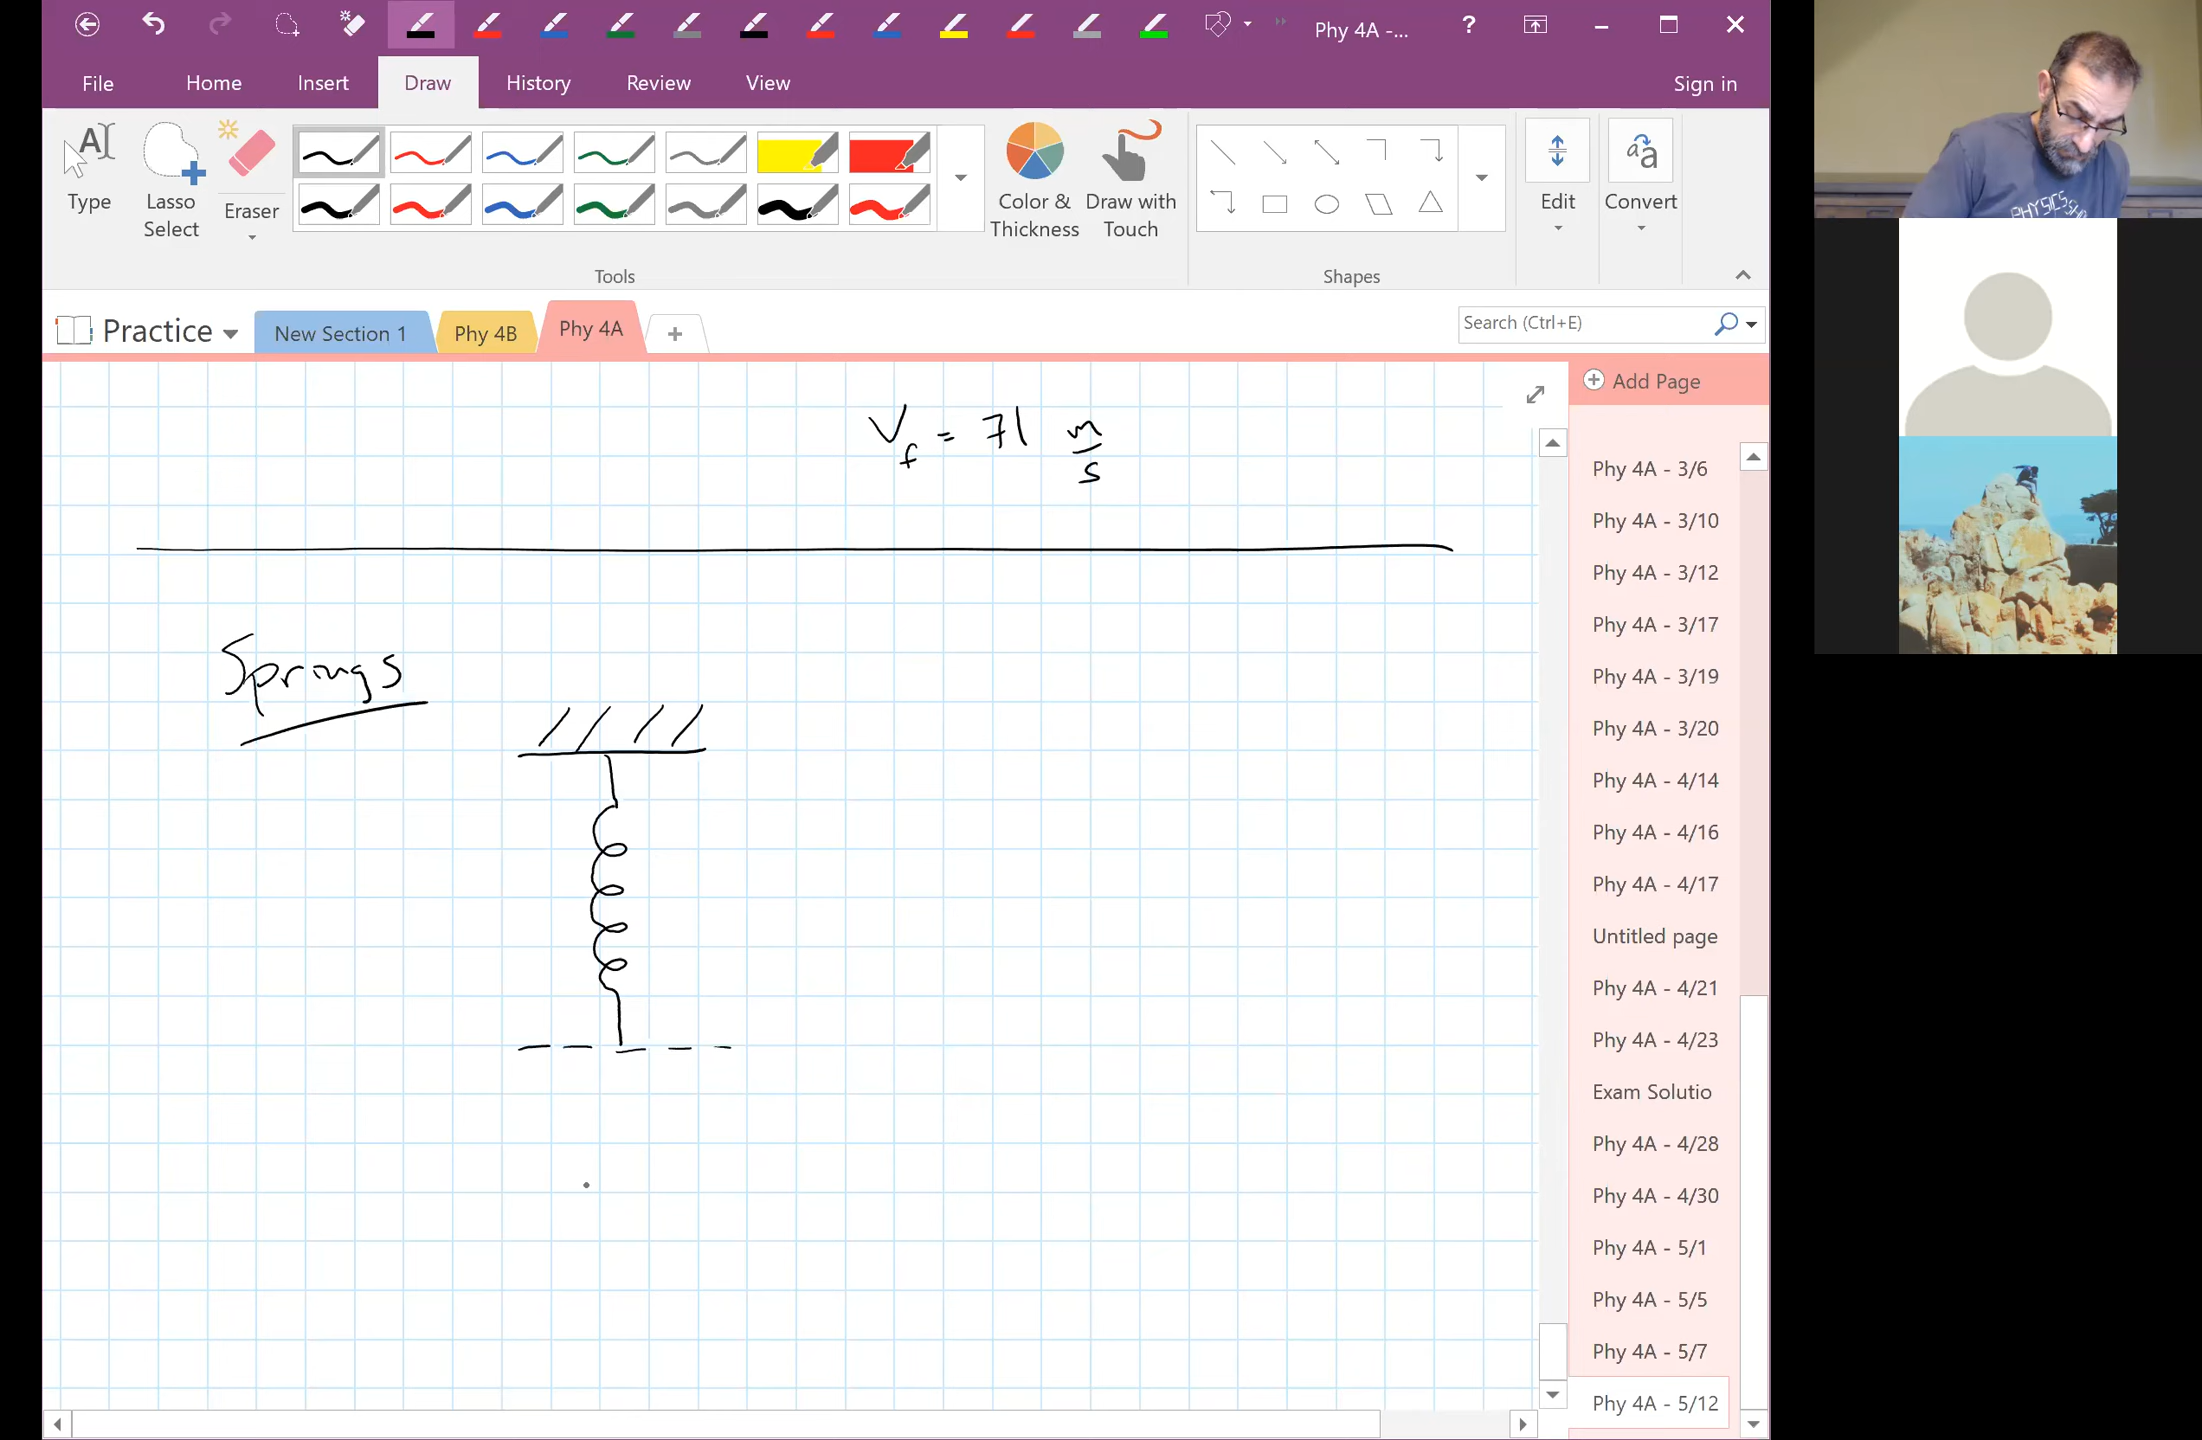 Phy 4A -...
?
File Home Insert Draw History Review View Sign in
Type
Lasso Select
Eraser
Color & Thickness
Draw with Touch
Edit
Convert
Tools
Shapes
Practice
New Section 1
Phy 4B
Phy 4A
Search (Ctrl+E)
Add Page
Phy 4A - 3/6
Phy 4A - 3/10
Phy 4A - 3/12
Phy 4A - 3/17
Phy 4A - 3/19
Phy 4A - 3/20
Phy 4A - 4/14
Phy 4A - 4/16
Phy 4A - 4/17
Untitled page
Phy 4A - 4/21
Phy 4A - 4/23
Exam Solutio
Phy 4A - 4/28
Phy 4A - 4/30
Phy 4A - 5/1
Phy 4A - 5/5
Phy 4A - 5/7
Phy 4A - 5/12
Vf = 71 m/s
Springs
PHYSICS